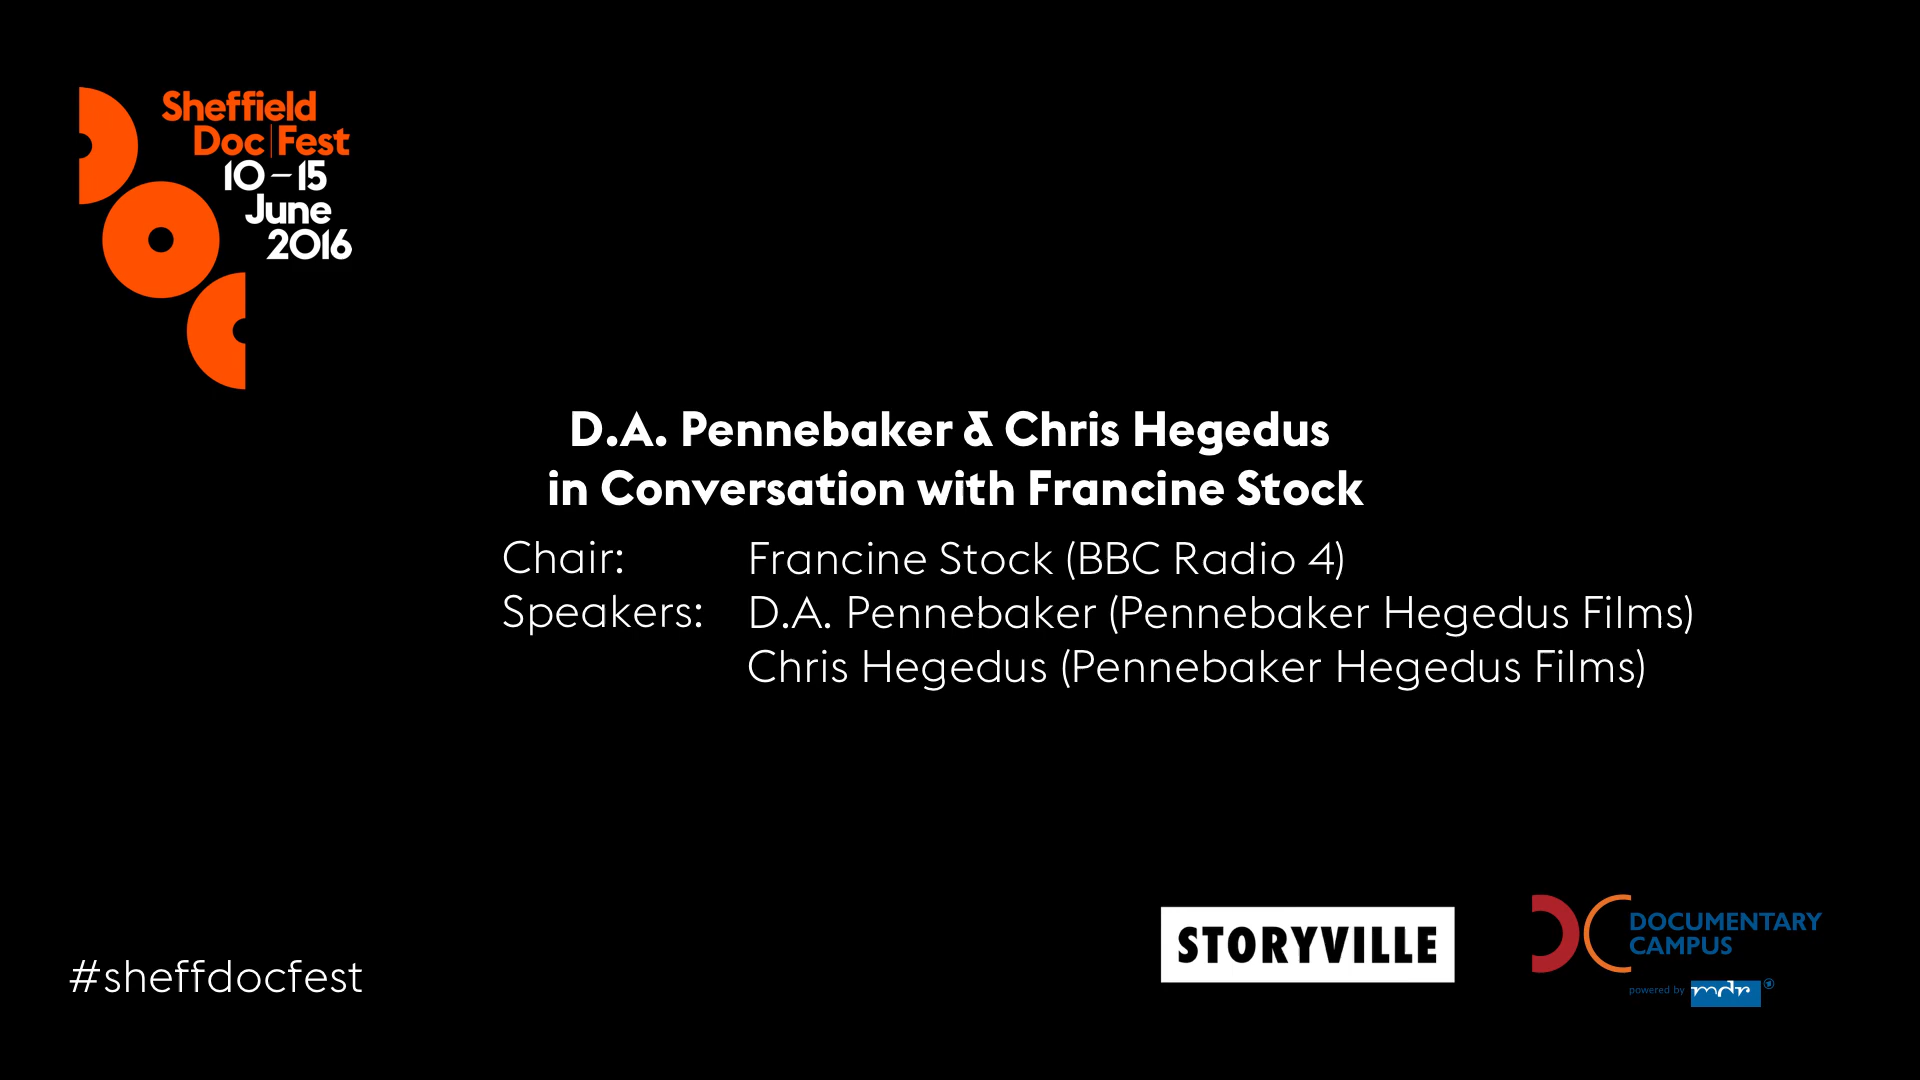 Sheffield
Doc|Fest
10–15
June
2016
D.A. Pennebaker & Chris Hegedus
in Conversation with Francine Stock
Chair: Francine Stock (BBC Radio 4)
Speakers: D.A. Pennebaker (Pennebaker Hegedus Films)
Chris Hegedus (Pennebaker Hegedus Films)
#sheffdocfest
STORYVILLE
DOCUMENTARY
CAMPUS
powered by mdr